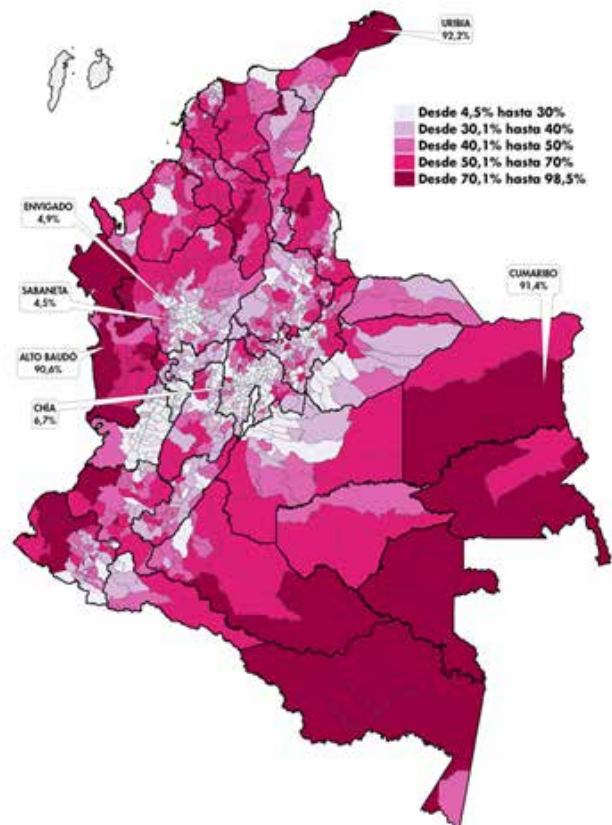 URIBIA
92,2%
Desde 4,5% hasta 30%
Desde 30,1% hasta 40%
Desde 40,1% hasta 50%
Desde 50,1% hasta 70%
Desde 70,1% hasta 98,5%
ENVIGADO
4,9%
CUMARIBO
91,4%
SABANETA
4,5%
ALTO BAUDÓ
90,6%
CHÍA
6,7%